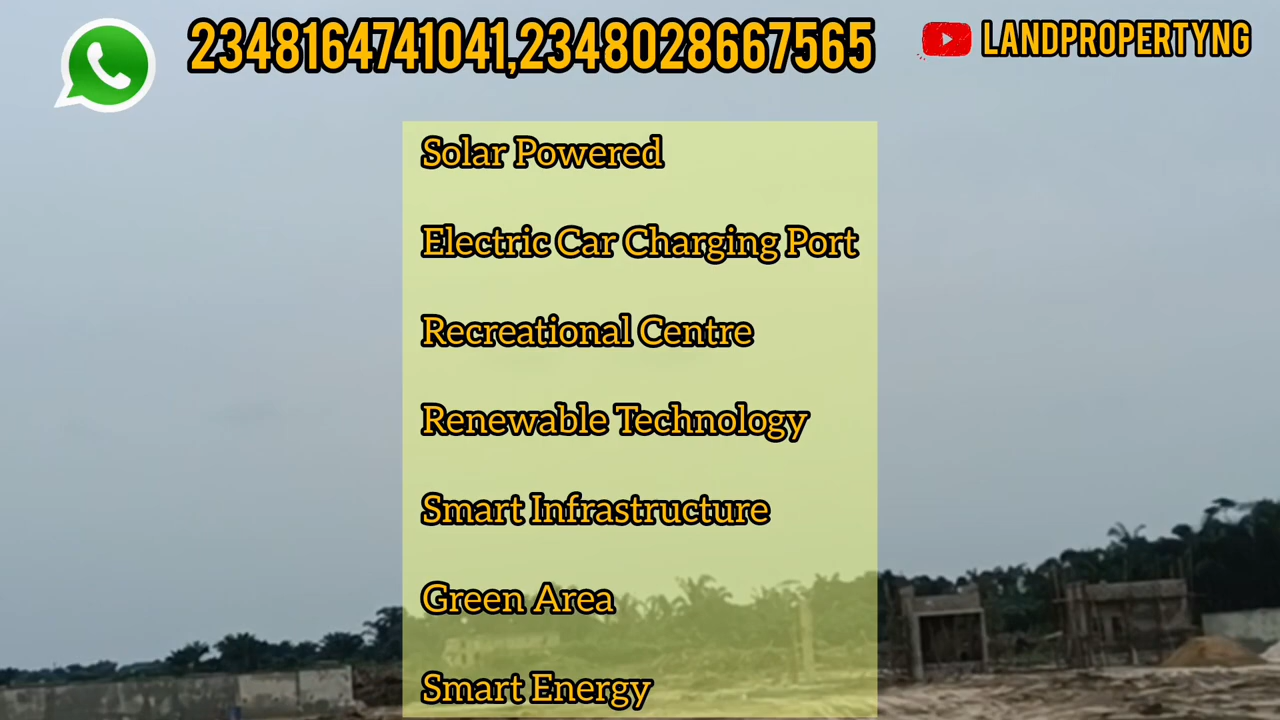 2348164741041,2348028667565
LANDPROPERTYNG
Solar Powered
Electric Car Charging Port
Recreational Centre
Renewable Technology
Smart Infrastructure
Green Area
Smart Energy